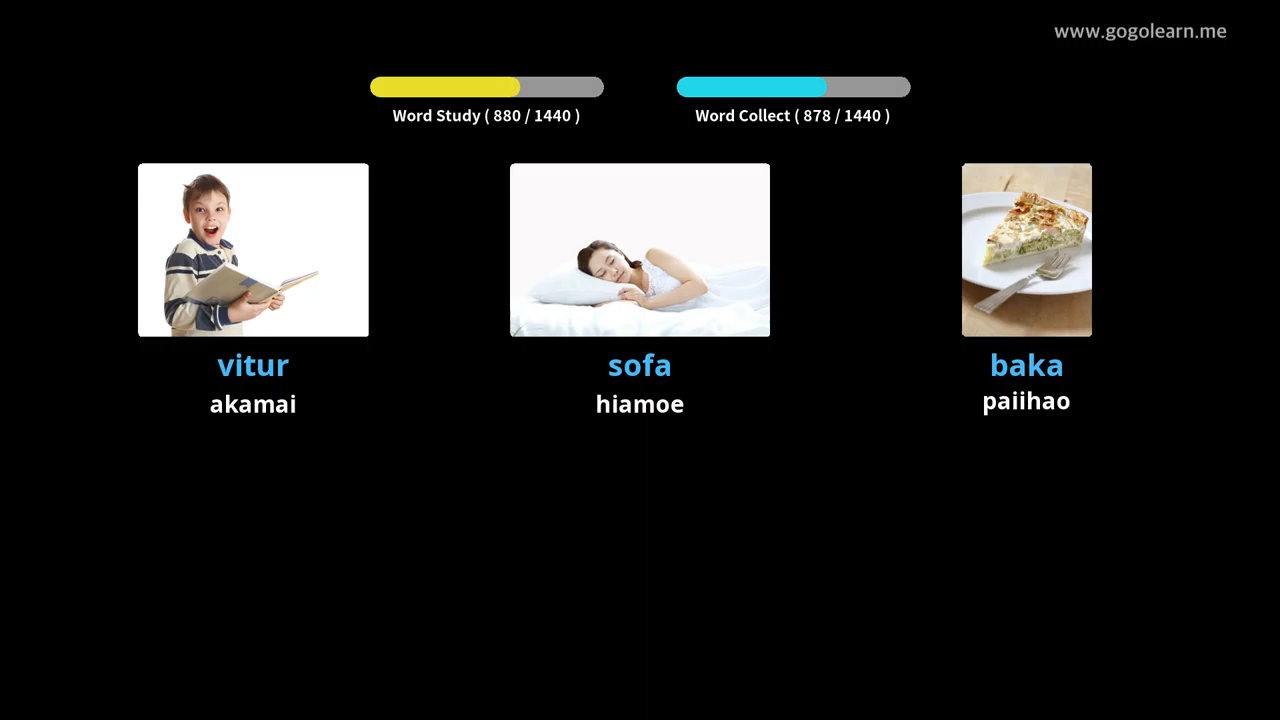 www.gogolearn.me
Word Study ( 880 / 1440 )
Word Collect ( 878 / 1440 )
vitur
akamai
sofa
hiamoe
baka
paiihao